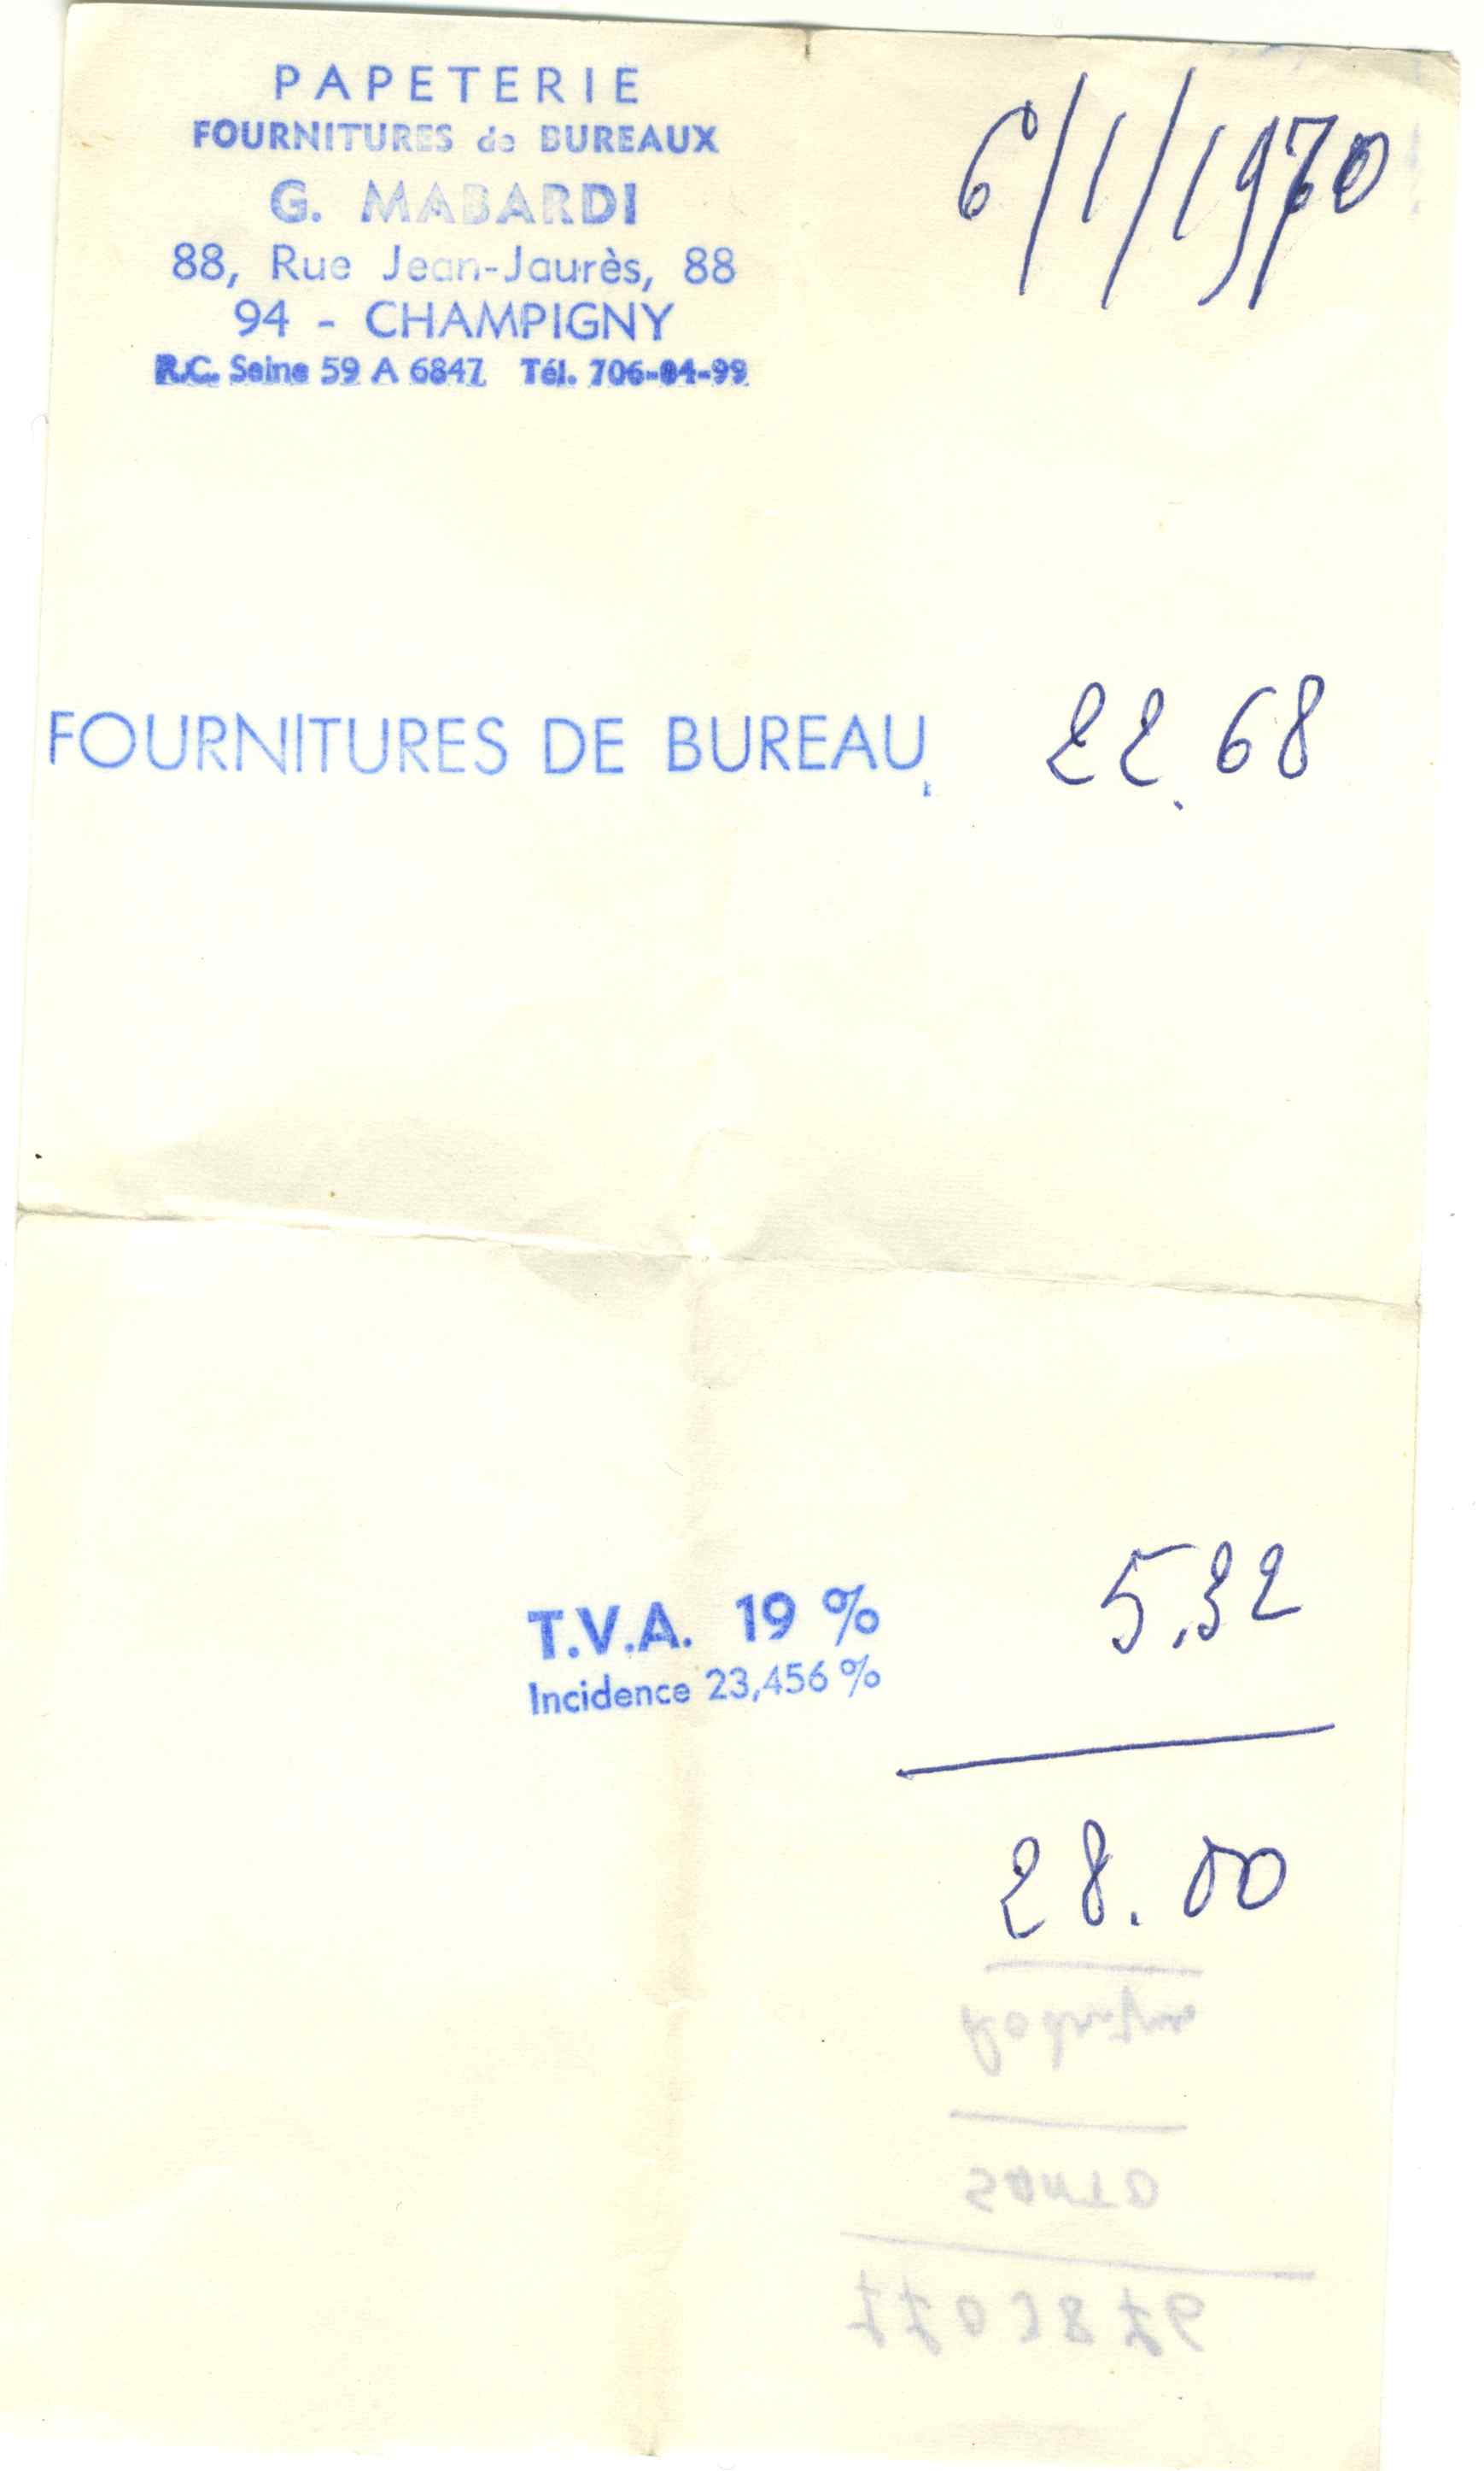 PAPETERIE
FOURNITURES de BUREAUX
G. MABARDI
88, Rue Jean-Jaurès, 88
94 - CHAMPIGNY
R.C. Seine 59 A 6847 Tél. 706-04-99
6/1/1970
FOURNITURES DE BUREAU 22.68
T.V.A. 19 % 5,32
Incidence 23,456 %
28.00